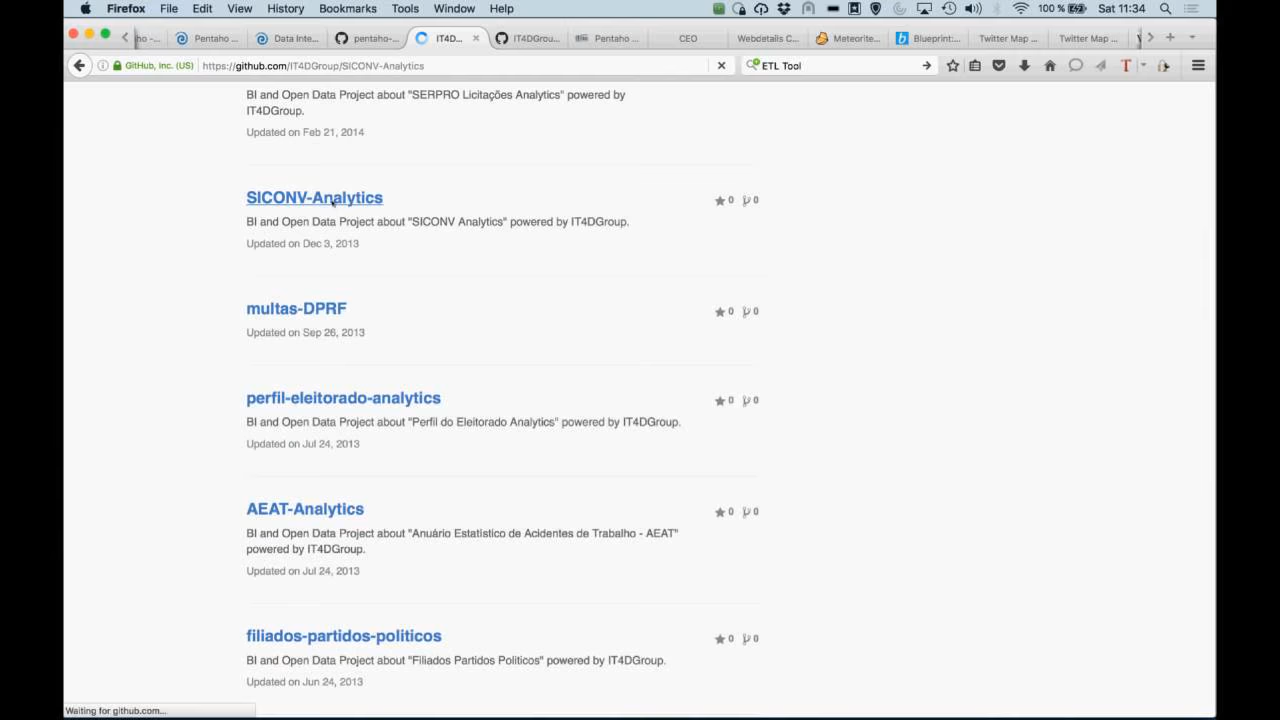 Firefox File Edit View History Bookmarks Tools Window Help 100 % Sat 11:34
ho -... Pentaho ... Data Inte... pentaho-... IT4D... IT4DGrou... Pentaho ... CEO Webdetails C... Meteorite... Blueprint:... Twitter Map ... Twitter Map ...
GitHub, Inc. (US) https://github.com/IT4DGroup/SICONV-Analytics ETL Tool
BI and Open Data Project about "SERPRO Licitações Analytics" powered by
IT4DGroup.
Updated on Feb 21, 2014
SICONV-Analytics 0 0
BI and Open Data Project about "SICONV Analytics" powered by IT4DGroup.
Updated on Dec 3, 2013
multas-DPRF 0 0
Updated on Sep 26, 2013
perfil-eleitorado-analytics 0 0
BI and Open Data Project about "Perfil do Eleitorado Analytics" powered by IT4DGroup.
Updated on Jul 24, 2013
AEAT-Analytics 0 0
BI and Open Data Project about "Anuário Estatístico de Acidentes de Trabalho - AEAT"
powered by IT4DGroup.
Updated on Jul 24, 2013
filiados-partidos-politicos 0 0
BI and Open Data Project about "Filiados Partidos Politicos" powered by IT4DGroup.
Updated on Jun 24, 2013
Waiting for github.com...